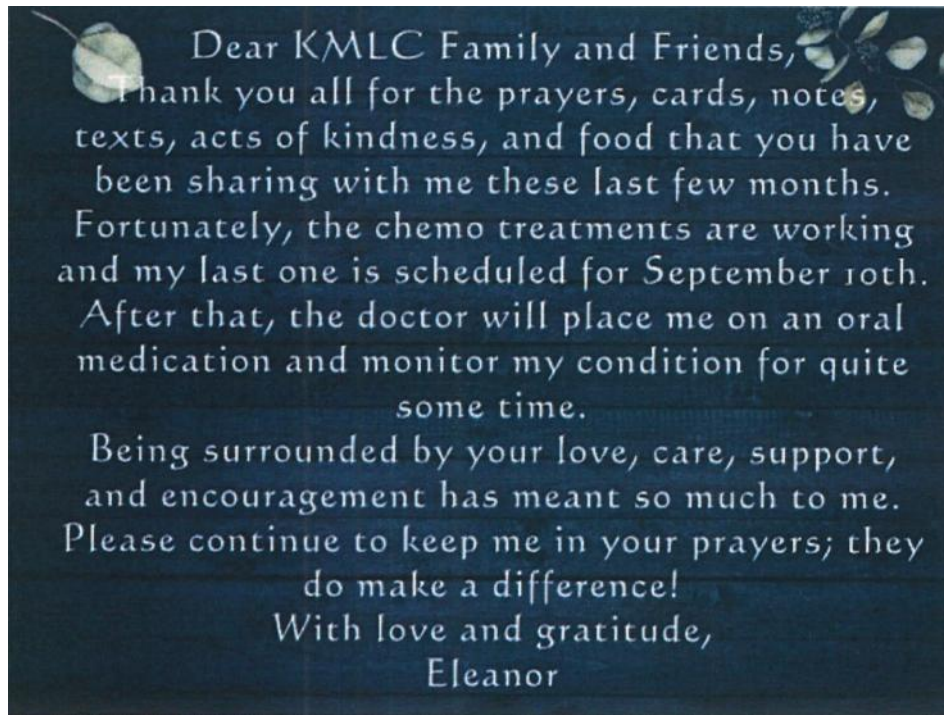 Dear KMLC Family and Friends,
Thank you all for the prayers, cards, notes,
texts, acts of kindness, and food that you have
been sharing with me these last few months.
Fortunately, the chemo treatments are working
and my last one is scheduled for September 10th.
After that, the doctor will place me on an oral
medication and monitor my condition for quite
some time.
Being surrounded by your love, care, support,
and encouragement has meant so much to me.
Please continue to keep me in your prayers; they
do make a difference!
With love and gratitude,
Eleanor